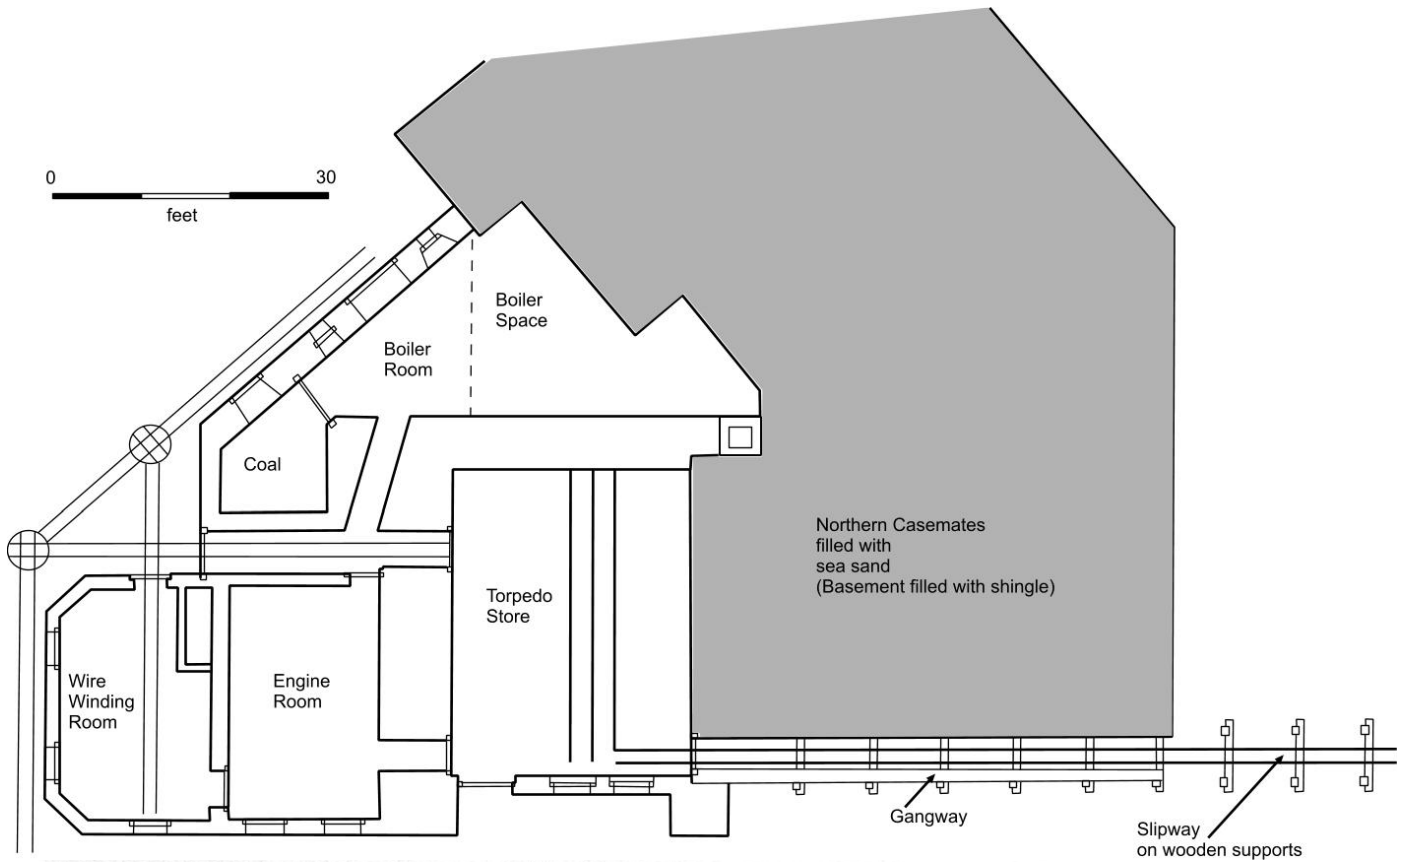 0
30
feet
Boiler
Space
Boiler
Room
Coal
Northern Casemates
filled with
sea sand
(Basement filled with shingle)
Torpedo
Store
Wire
Winding
Room
Engine
Room
Gangway
Slipway
on wooden supports